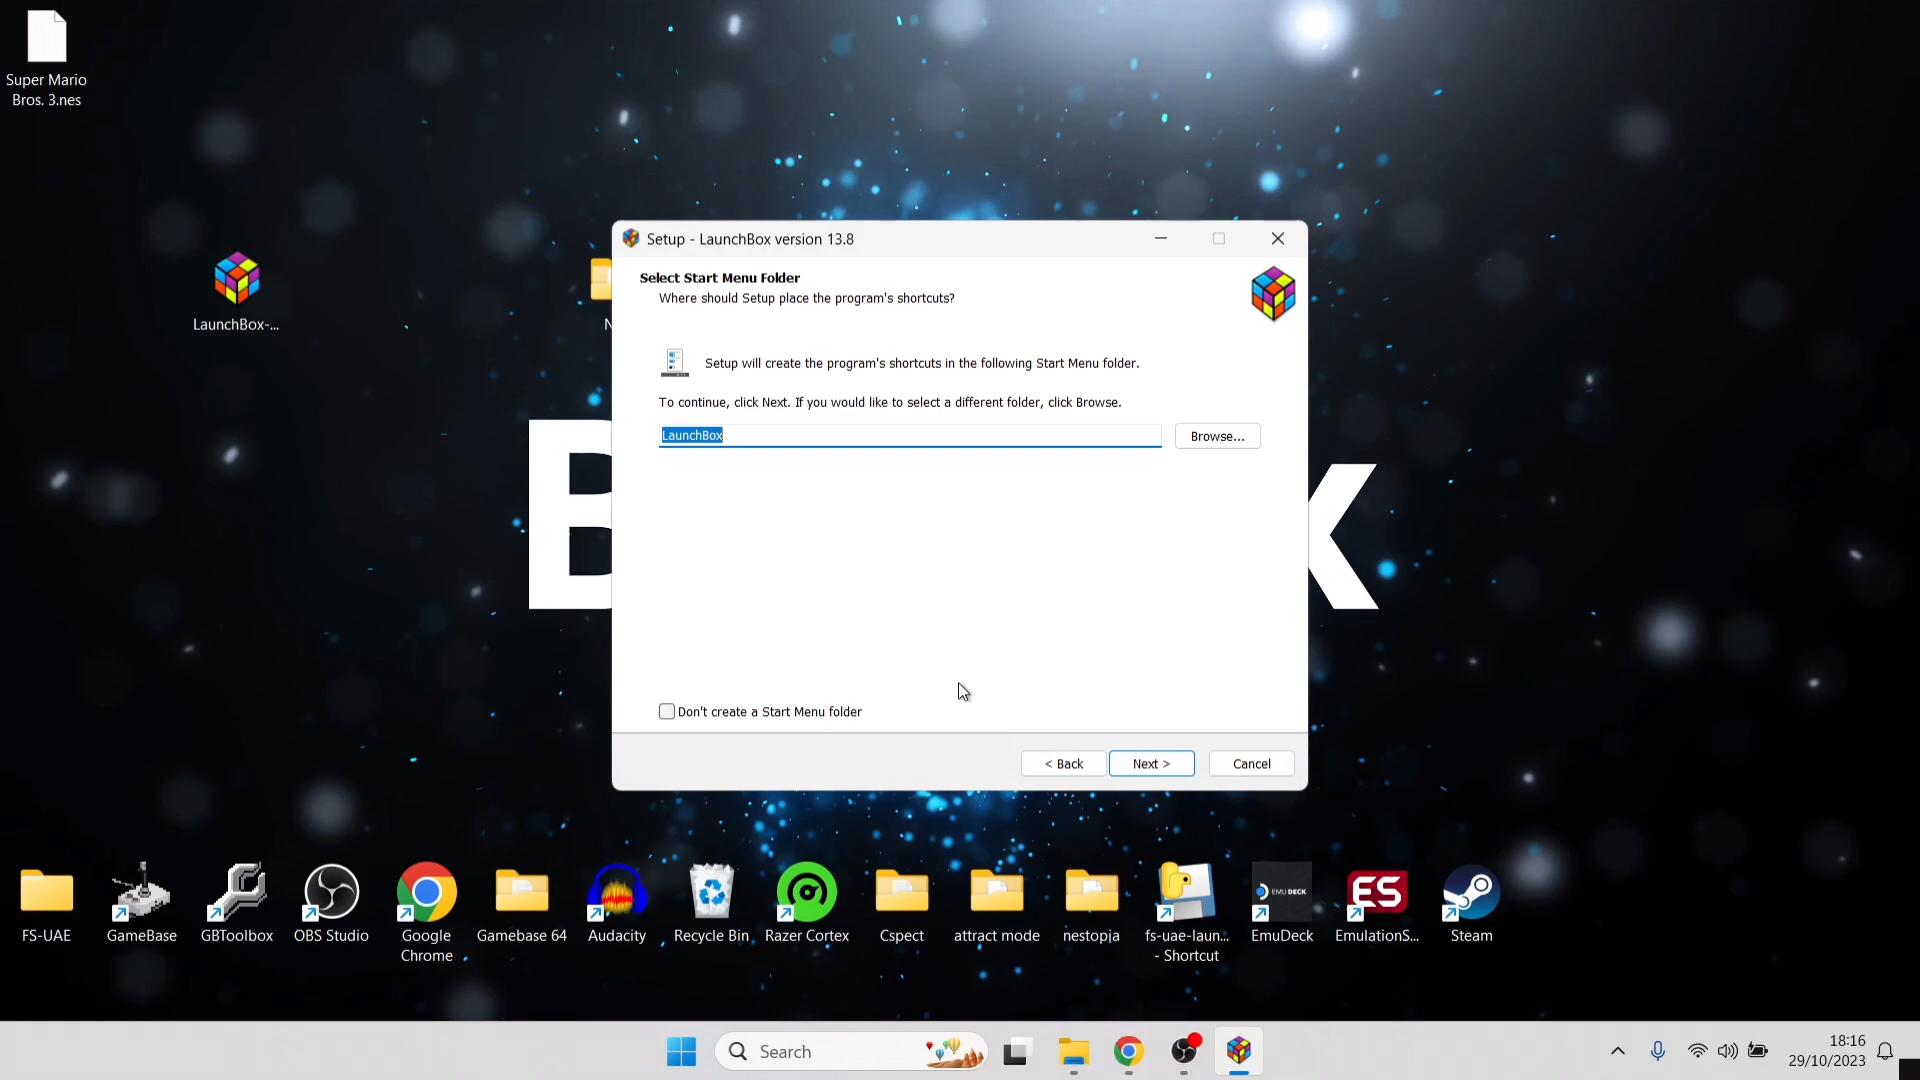 Super Mario
Bros. 3.nes
LaunchBox-...
Setup - LaunchBox version 13.8
Select Start Menu Folder
Where should Setup place the program's shortcuts?
Setup will create the program's shortcuts in the following Start Menu folder.
To continue, click Next. If you would like to select a different folder, click Browse.
LaunchBox
Browse...
Don't create a Start Menu folder
< Back
Next >
Cancel
FS-UAE
GameBase
GBToolbox
OBS Studio
Google
Chrome
Gamebase 64
Audacity
Recycle Bin
Razer Cortex
Cspect
attract mode
nestopia
fs-uae-laun...
- Shortcut
EMU DECK
EmuDeck
ES
EmulationS...
Steam
Search
18:16
29/10/2023